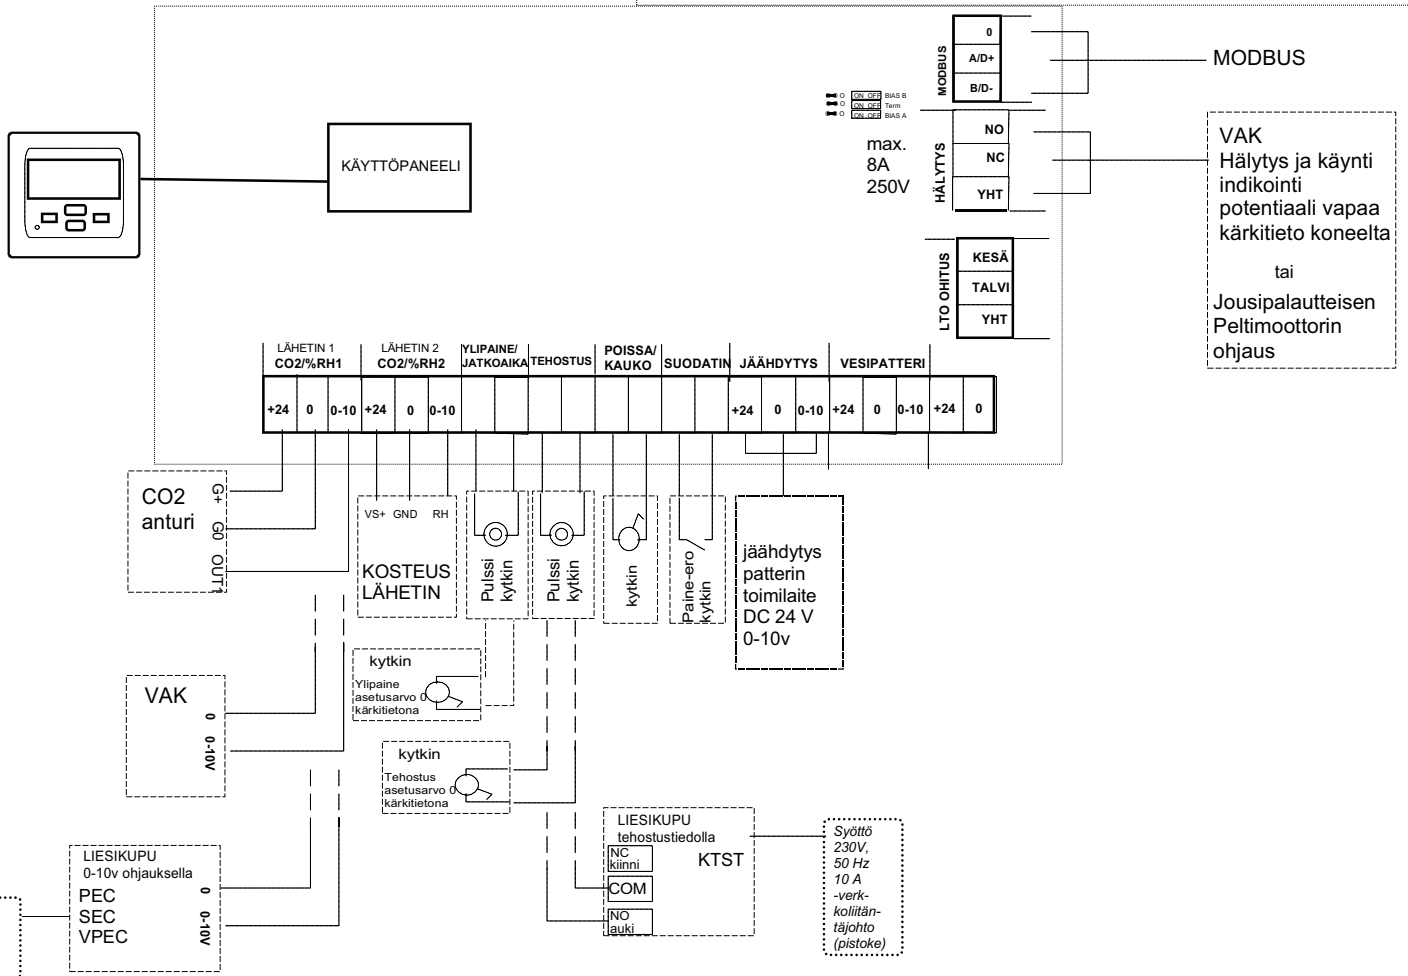 MODBUS
0
A/D+
B/D-
MODBUS
ON OFF BIAS B
ON OFF Term
ON OFF BIAS A
max.
8A
250V
HÄLYTYS
NO
NC
YHT
VAK
Hälytys ja käynti
indikointi
potentiaali vapaa
kärkitieto koneelta
tai
Jousipalautteisen
Peltimoottorin
ohjaus
KÄYTTÖPANEELI
LTO OHITUS
KESÄ
TALVI
YHT
LÄHETIN 1
CO2/%RH1
LÄHETIN 2
CO2/%RH2
YLIPAINE/
JATKOAIKA
TEHOSTUS
POISSA/
KAUKO
SUODATIN
JÄÄHDYTYS
VESIPATTERI
+24 0 0-10 +24 0 0-10 +24 0 0-10 +24 0 0-10 +24 0
CO2
anturi
G+
G0
OUT1
VS+ GND RH
KOSTEUS
LÄHETIN
Pulssi
kytkin
Pulssi
kytkin
kytkin
Paine-ero
kytkin
jäähdytys
patterin
toimilaite
DC 24 V
0-10v
kytkin
Ylipaine
asetusarvo 0
kärkitietona
VAK
0
0-10V
kytkin
Tehostus
asetusarvo 0
kärkitietona
LIESIKUPU
0-10v ohjauksella
PEC
SEC
VPEC
0
0-10V
LIESIKUPU
tehostustiedolla
NC
kiinni
KTST
COM
NO
auki
Syöttö
230V,
50 Hz
10 A
-verk-
koliitän-
täjohto
(pistoke)